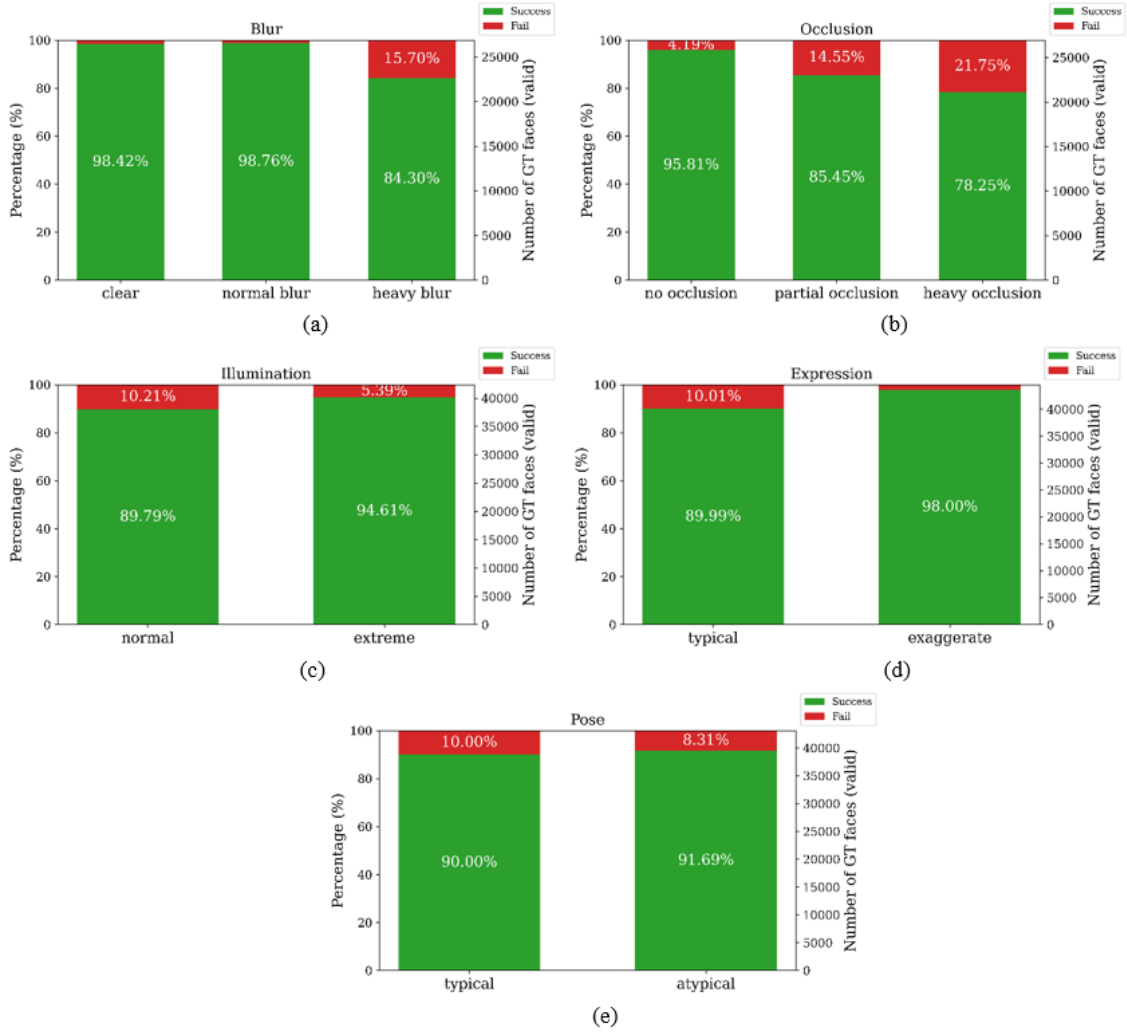 Success
Fail
Blur
100
80
60
40
20
0
Percentage (%)
15.70%
98.42%
98.76%
84.30%
25000
20000
15000
10000
5000
0
Number of GT faces (valid)
clear
normal blur
heavy blur
(a)
Success
Fail
Occlusion
100
80
60
40
20
0
Percentage (%)
4.19%
14.55%
21.75%
95.81%
85.45%
78.25%
25000
20000
15000
10000
5000
0
Number of GT faces (valid)
no occlusion
partial occlusion
heavy occlusion
(b)
Success
Fail
Illumination
100
80
60
40
20
0
Percentage (%)
10.21%
5.39%
89.79%
94.61%
40000
35000
30000
25000
20000
15000
10000
5000
0
Number of GT faces (valid)
normal
extreme
(c)
Success
Fail
Expression
100
80
60
40
20
0
Percentage (%)
10.01%
89.99%
98.00%
40000
35000
30000
25000
20000
15000
10000
5000
0
Number of GT faces (valid)
typical
exaggerate
(d)
Success
Fail
Pose
100
80
60
40
20
0
Percentage (%)
10.00%
8.31%
90.00%
91.69%
40000
35000
30000
25000
20000
15000
10000
5000
0
Number of GT faces (valid)
typical
atypical
(e)